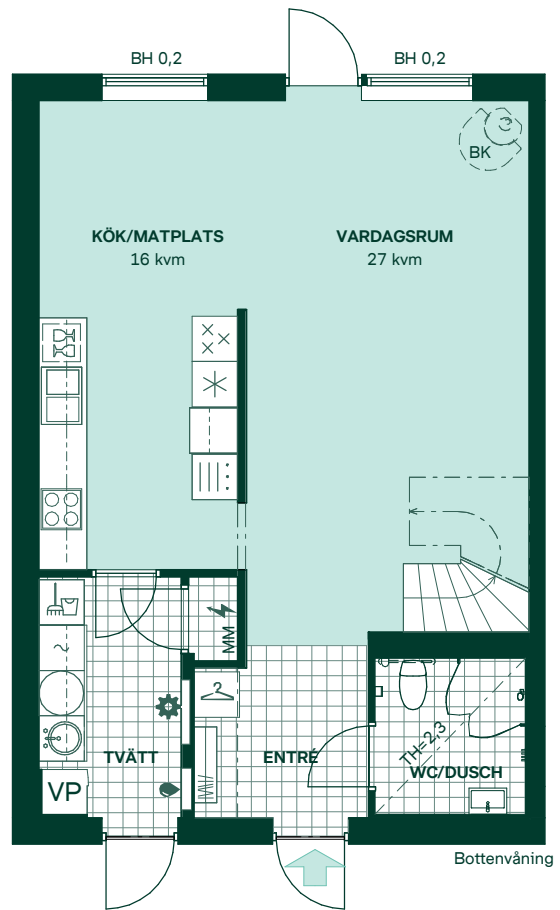 BH 0,2
BH 0,2
BK
KÖK/MATPLATS
16 kvm
VARDAGSRUM
27 kvm
MM
TH=2,3
TVÄTT
ENTRÉ
WC/DUSCH
VP
Bottenvåning